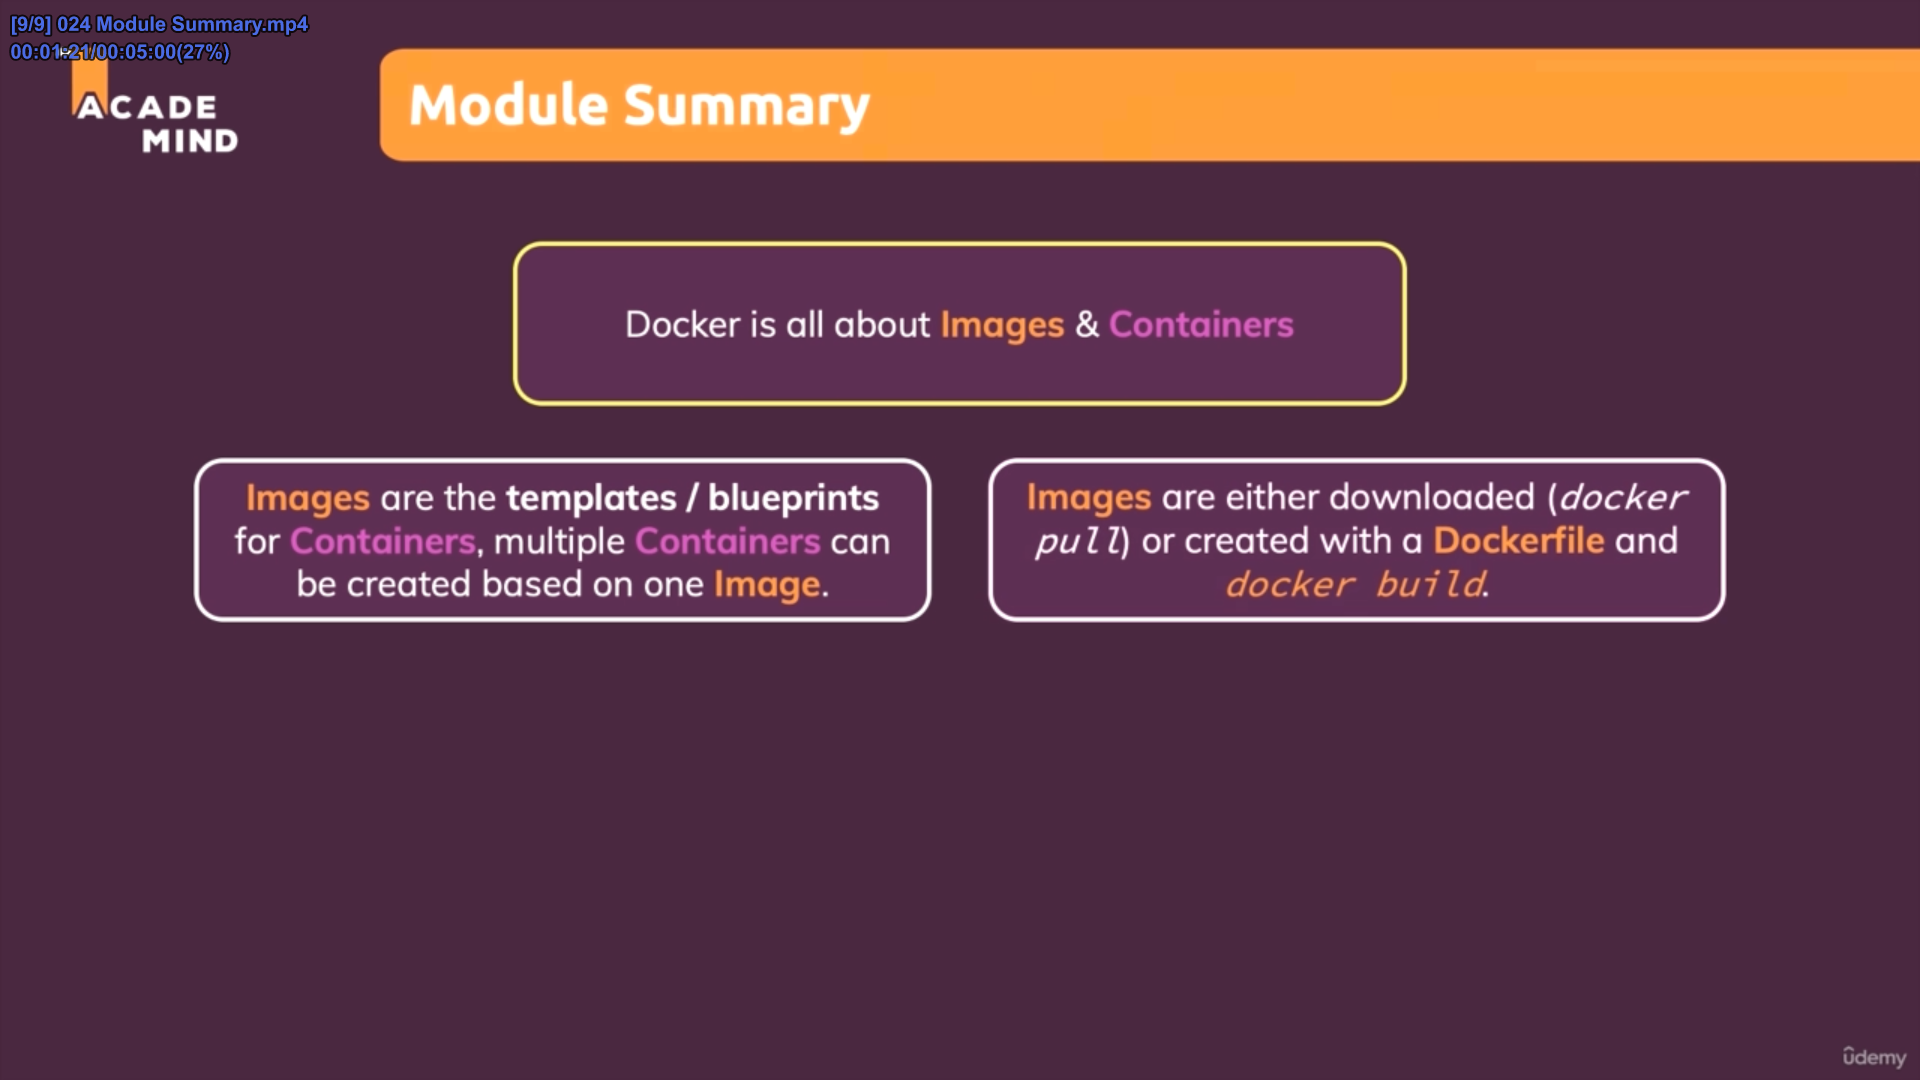 [9/9] 024 Module Summary.mp4
00:01:21/00:05:00(27%)
ACADE
MIND
Module Summary
Docker is all about Images & Containers
Images are the templates / blueprints
for Containers, multiple Containers can
be created based on one Image.
Images are either downloaded (docker
pull) or created with a Dockerfile and
docker build.
ûdemy